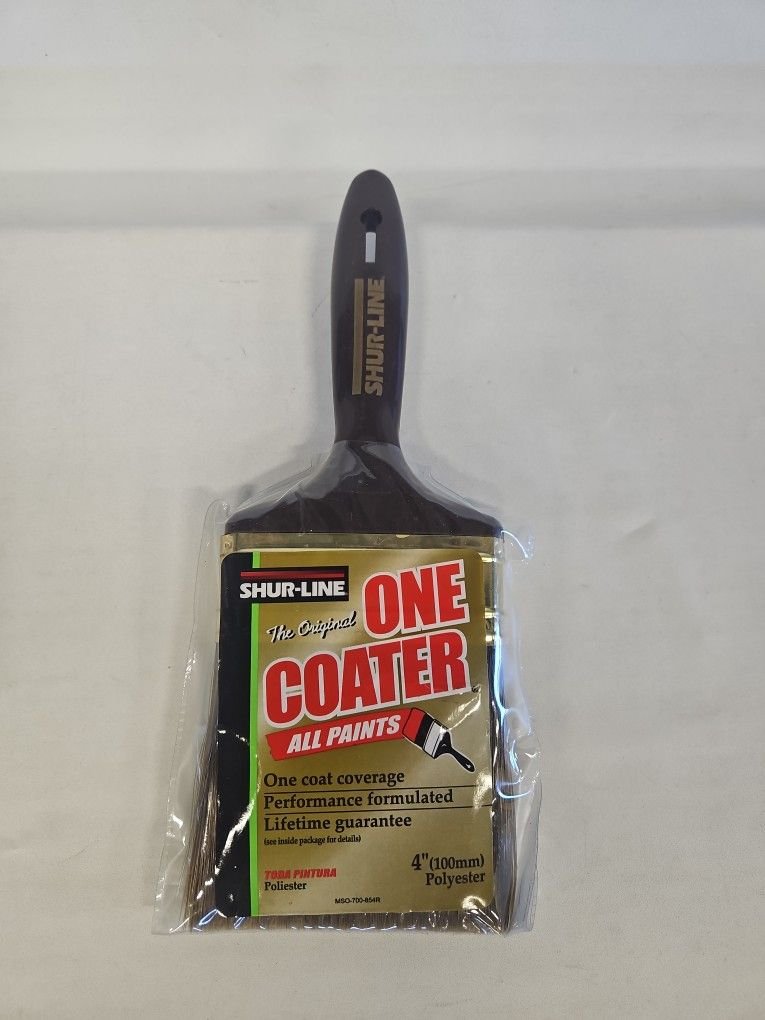 SHUR-LINE
SHUR-LINE
The Original
ONE
COATER
ALL PAINTS
One coat coverage
Performance formulated
Lifetime guarantee
(see inside package for details)
TODA PINTURA
Poliester
4" (100mm)
Polyester
MSO-700-854R